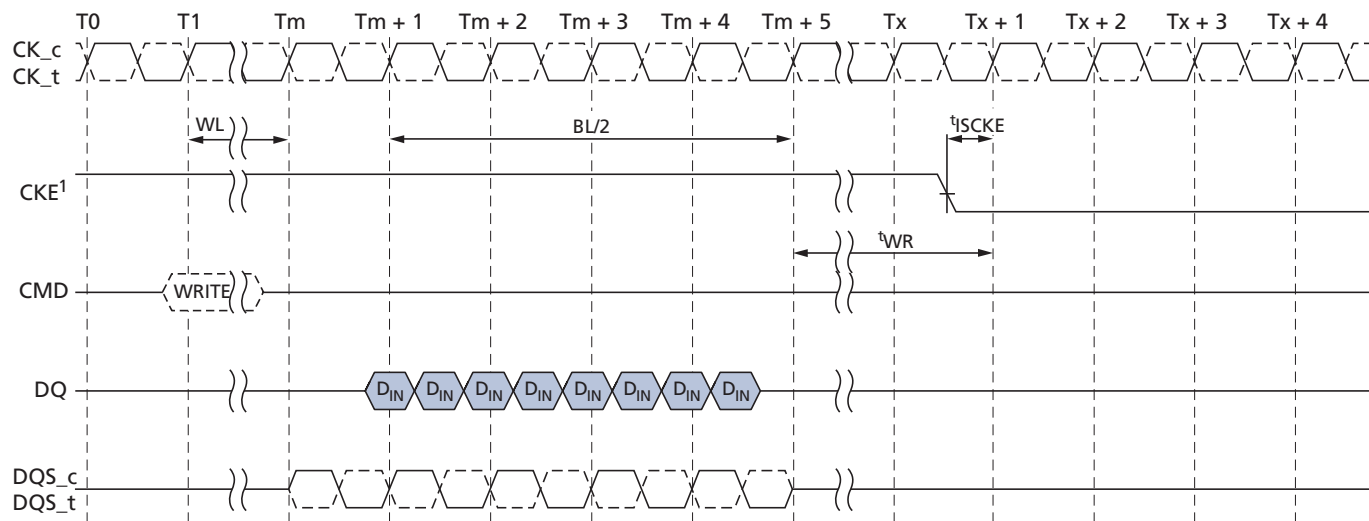 T0 T1 Tm Tm + 1 Tm + 2 Tm + 3 Tm + 4 Tm + 5 Tx Tx + 1 Tx + 2 Tx + 3 Tx + 4
CK_c
CK_t
WL BL/2 tISCKE
CKE1
tWR
CMD WRITE
DQ DIN DIN DIN DIN DIN DIN DIN DIN
DQS_c
DQS_t